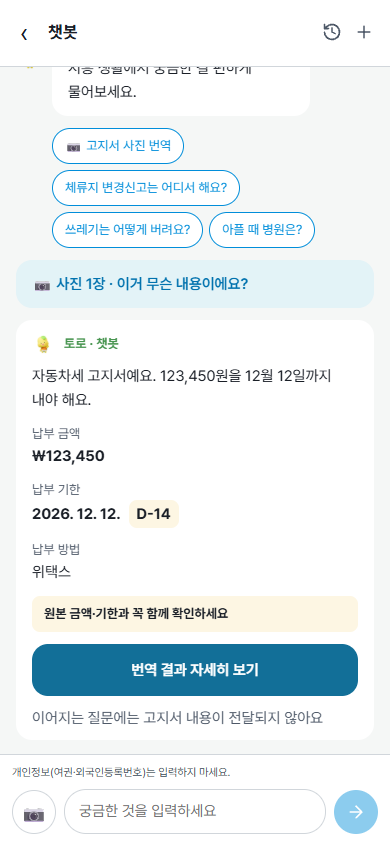 챗봇
서울 생활에서 궁금한 걸 편하게
물어보세요.
고지서 사진 번역
체류지 변경신고는 어디서 해요?
쓰레기는 어떻게 버려요?
아플 때 병원은?
사진 1장 · 이거 무슨 내용이에요?
토로 · 챗봇
자동차세 고지서예요. 123,450원을 12월 12일까지
내야 해요.
납부 금액
₩123,450
납부 기한
2026. 12. 12.
D-14
납부 방법
위택스
원본 금액·기한과 꼭 함께 확인하세요
번역 결과 자세히 보기
이어지는 질문에는 고지서 내용이 전달되지 않아요
개인정보(여권·외국인등록번호)는 입력하지 마세요.
궁금한 것을 입력하세요